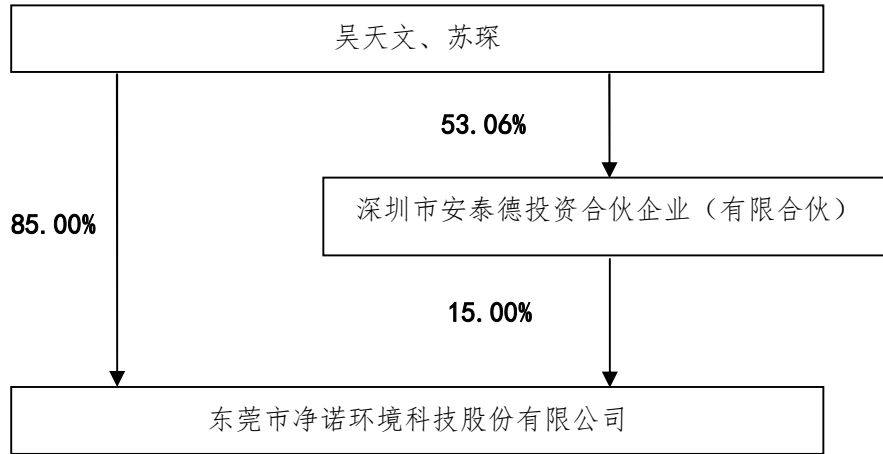 吴天文、苏琛
53.06%
深圳市安泰德投资合伙企业（有限合伙）
85.00%
15.00%
东莞市净诺环境科技股份有限公司